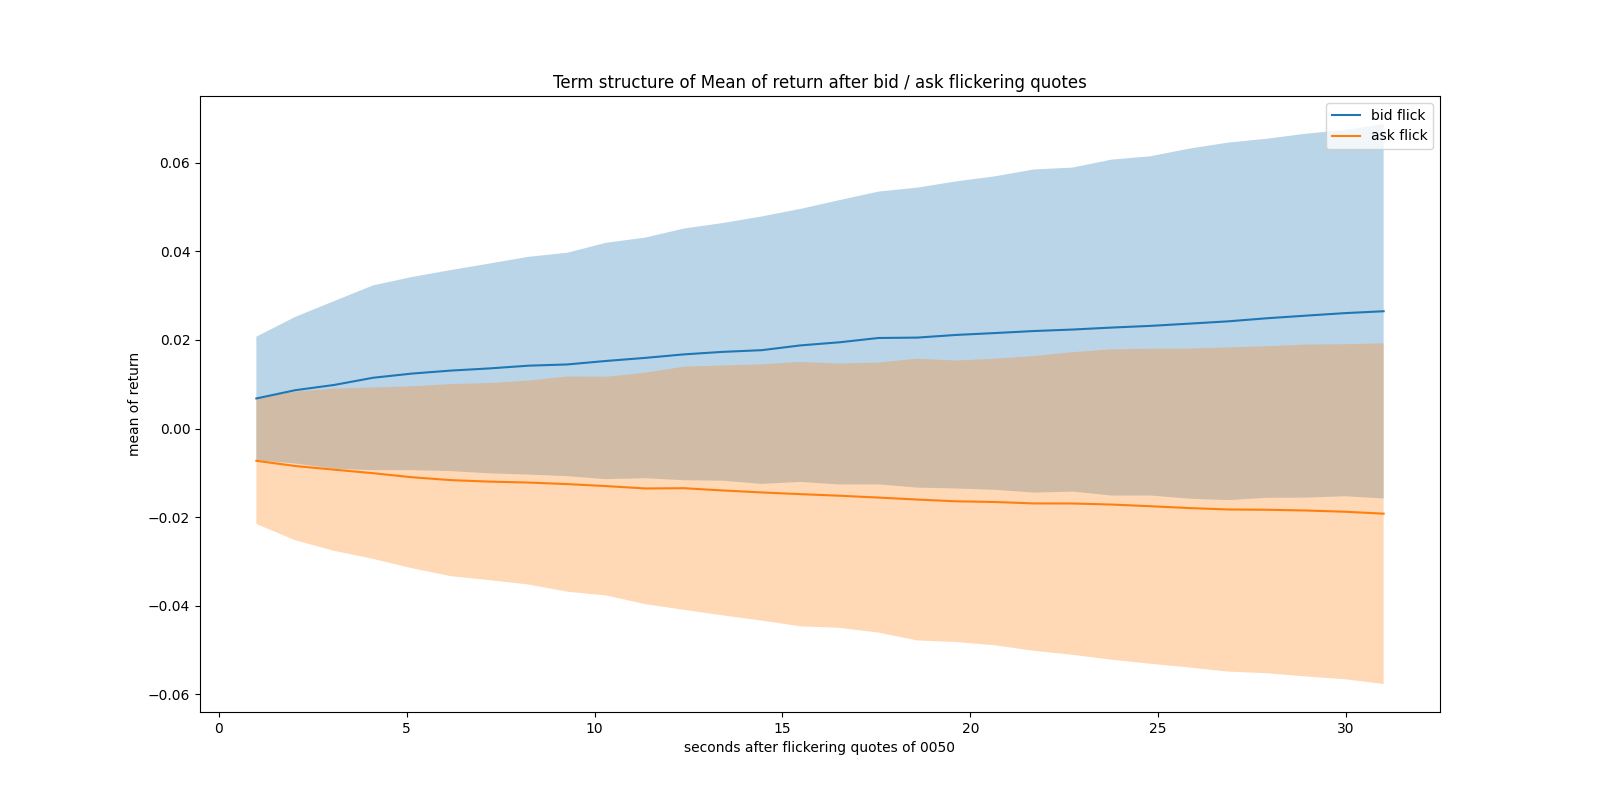 Term structure of Mean of return after bid / ask flickering quotes
bid flick
ask flick
mean of return
0.06
0.04
0.02
0.00
−0.02
−0.04
−0.06
0
5
10
15
20
25
30
seconds after flickering quotes of 0050